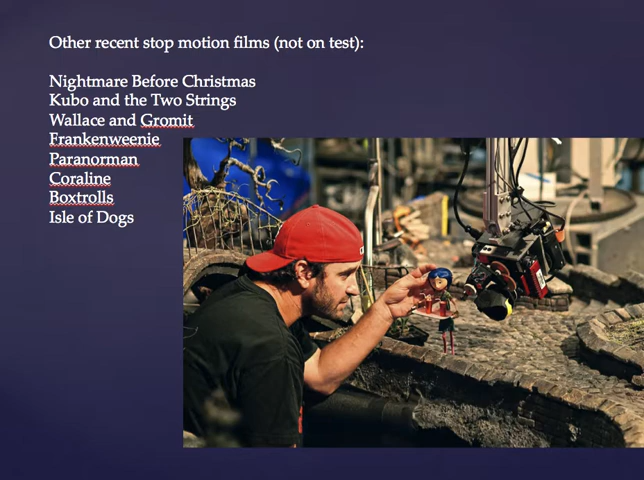 Other recent stop motion films (not on test):
Nightmare Before Christmas
Kubo and the Two Strings
Wallace and Gromit
Frankenweenie
Paranorman
Coraline
Boxtrolls
Isle of Dogs